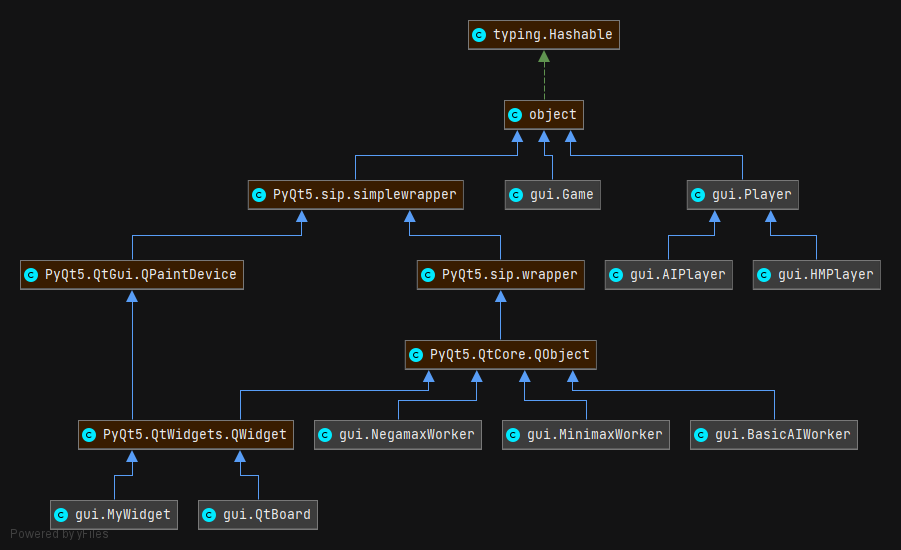 typing.Hashable
object
PyQt5.sip.simplewrapper
gui.Game
gui.Player
PyQt5.QtGui.QPaintDevice
PyQt5.sip.wrapper
gui.AIPlayer
gui.HMPlayer
PyQt5.QtCore.QObject
PyQt5.QtWidgets.QWidget
gui.NegamaxWorker
gui.MinimaxWorker
gui.BasicAIWorker
gui.MyWidget
gui.QtBoard
Powered by yFiles